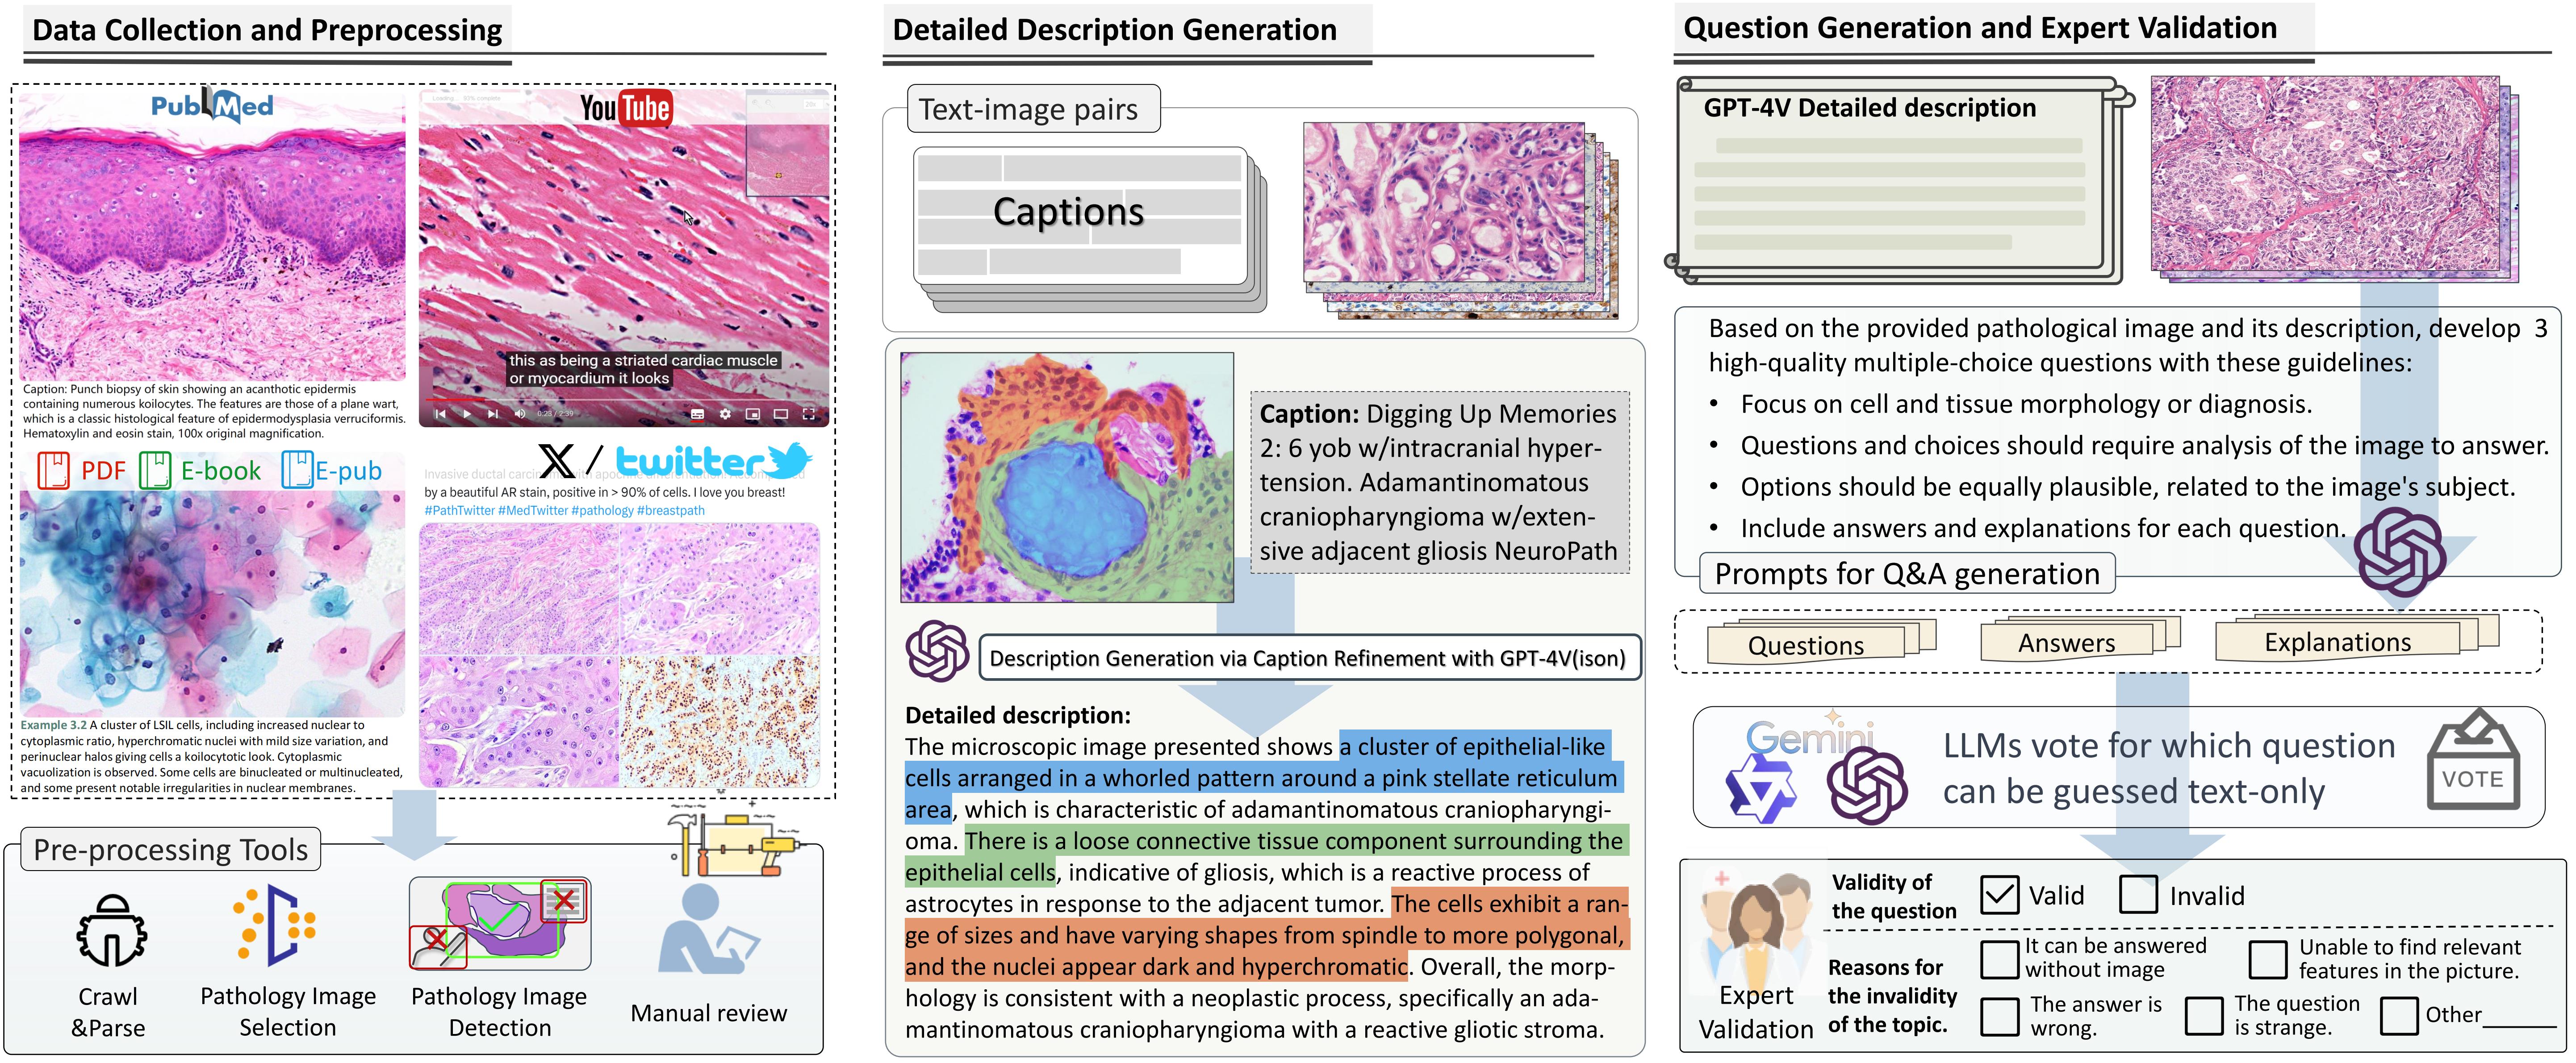 Data Collection and Preprocessing
PubMed
YouTube
this as being a striated cardiac muscle
or myocardium it looks
0:23 / 2:39
Caption: Punch biopsy of skin showing an acanthotic epidermis
containing numerous koilocytes. The features are those of a plane wart,
which is a classic histological feature of epidermodysplasia verruciformis.
Hematoxylin and eosin stain, 100x original magnification.
PDF
E-book
E-pub
X / twitter
Invasive ductal carcinoma with apocrine
by a beautiful AR stain, positive in > 90% of cells. I love you breast!
#PathTwitter #MedTwitter #pathology #breastpath
Example 3.2 A cluster of LSIL cells, including increased nuclear to
cytoplasmic ratio, hyperchromatic nuclei with mild size variation, and
perinuclear halos giving cells a koilocytotic look. Cytoplasmic
vacuolization is observed. Some cells are binucleated or multinucleated,
and some present notable irregularities in nuclear membranes.
Pre-processing Tools
Crawl
&Parse
Pathology Image
Selection
Pathology Image
Detection
Manual review
Detailed Description Generation
Text-image pairs
Captions
Caption: Digging Up Memories
2: 6 yob w/intracranial hyper-
tension. Adamantinomatous
craniopharyngioma w/exten-
sive adjacent gliosis NeuroPath
Description Generation via Caption Refinement with GPT-4V(ison)
Detailed description:
The microscopic image presented shows a cluster of epithelial-like
cells arranged in a whorled pattern around a pink stellate reticulum
area, which is characteristic of adamantinomatous craniopharyngi-
oma. There is a loose connective tissue component surrounding the
epithelial cells, indicative of gliosis, which is a reactive process of
astrocytes in response to the adjacent tumor. The cells exhibit a ran-
ge of sizes and have varying shapes from spindle to more polygonal,
and the nuclei appear dark and hyperchromatic. Overall, the morp-
hology is consistent with a neoplastic process, specifically an ada-
mantinomatous craniopharyngioma with a reactive gliotic stroma.
Question Generation and Expert Validation
GPT-4V Detailed description
Based on the provided pathological image and its description, develop 3
high-quality multiple-choice questions with these guidelines:
• Focus on cell and tissue morphology or diagnosis.
• Questions and choices should require analysis of the image to answer.
• Options should be equally plausible, related to the image's subject.
• Include answers and explanations for each question.
Prompts for Q&A generation
Questions
Answers
Explanations
Gemini
LLMs vote for which question
can be guessed text-only
VOTE
Expert
Validation
Validity of
the question
Valid
Invalid
Reasons for
the invalidity
of the topic.
It can be answered
without image
Unable to find relevant
features in the picture.
The answer is
wrong.
The question
is strange.
Other______